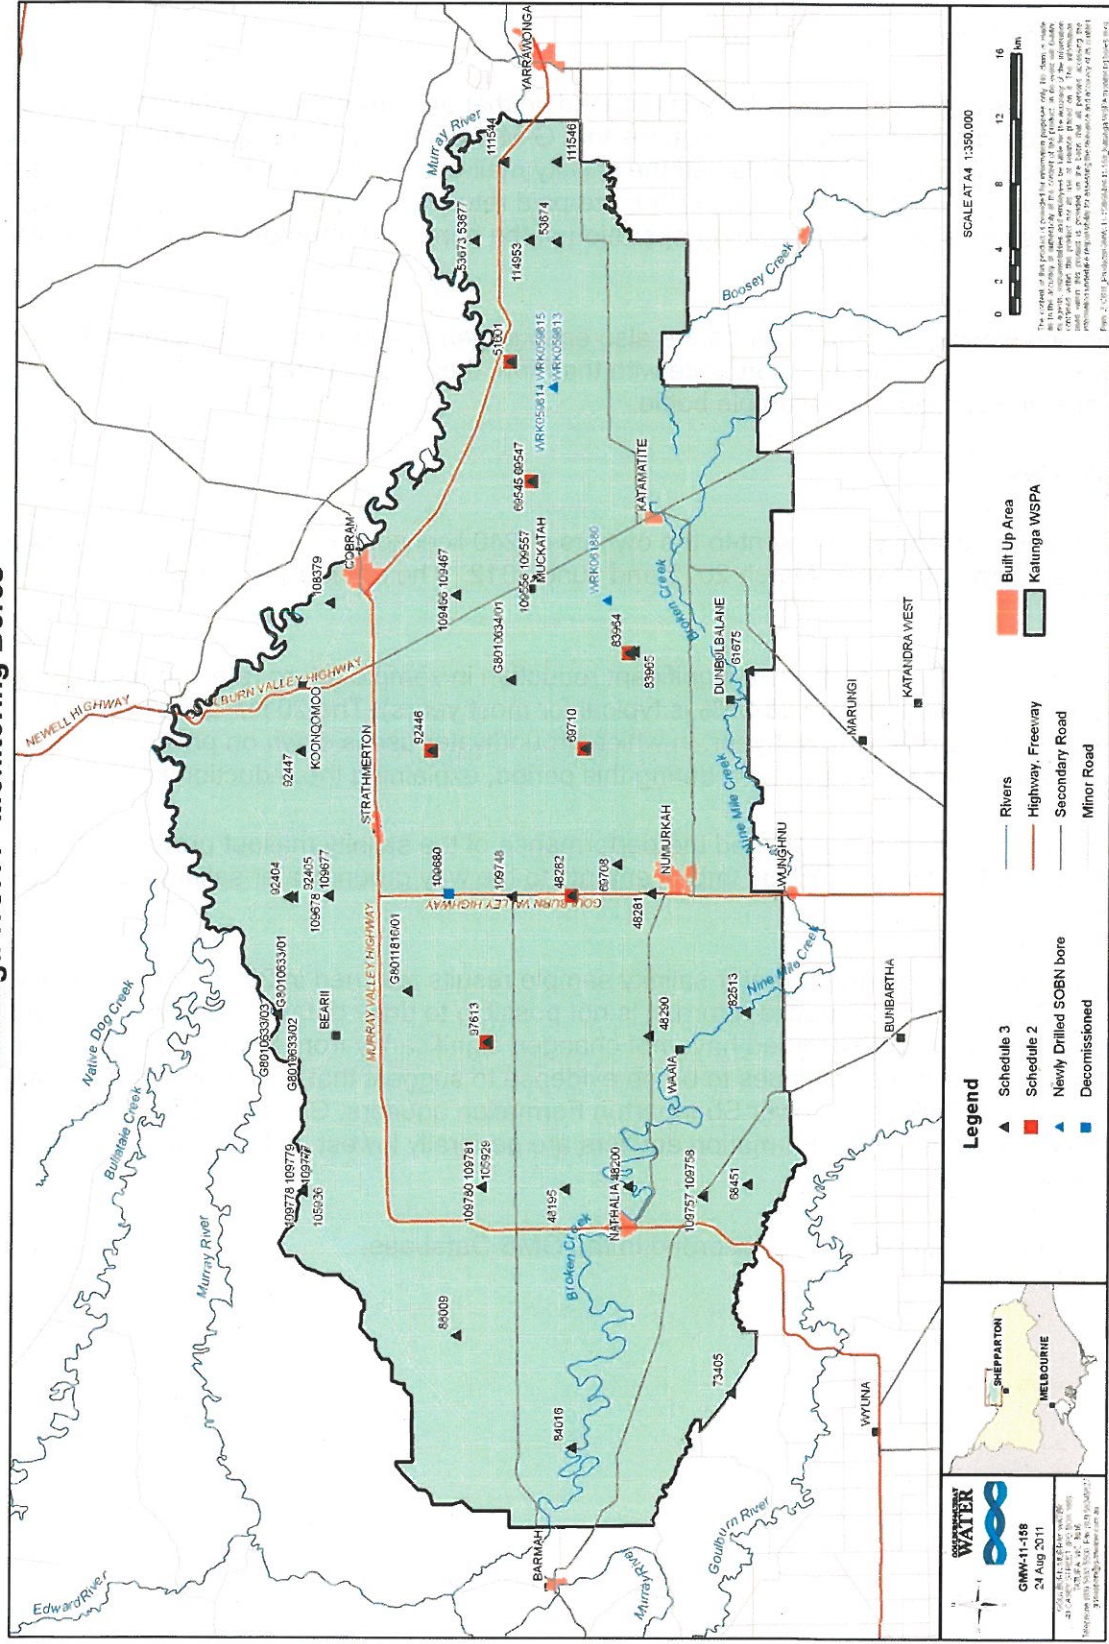 NEWELL HIGHWAY
Native Dog Creek
Bullatale Creek
Murray River
Edward River
Murray River
YARRAWONGA
111544
111546
53673 53677
114953
53674
51001
WRK059614 WRK059615
WRK059613
Boosey Creek
COBRAM
108379
69545 69547
109466 109467
109556 109557
MUCKATAH
WRK061880
KATAMATITE
Broken Creek
G8010634/01
83964
83965
DUNBULBALANE
61675
KATANDRA WEST
MARUNGI
92447
KOONOOMOO
92446
69710
STRATHMERTON
MURRAY VALLEY HIGHWAY
92404
92405
109678 109677
109680
109748
GOULBURN VALLEY HIGHWAY
48282
69708
48281
NUMURKAH
Nine Mile Creek
WUNGHNU
G8010633/01
G8010633/03
G8010633/02
BEARII
G8011816/01
97613
48290
82513
Nine Mile Creek
WAAIA
BUNBARTHA
109778 109779
109777
105936
109780 109781
105929
48195
NATHALIA 48200
109757 109758
68451
Broken Creek
88009
84016
73405
BARMAH
Murray River
Goulburn River
WYUNA
SCALE AT A4 1:350,000
0 2 4 8 12 16
km
Legend
Schedule 3
Schedule 2
Newly Drilled SOBN bore
Decomissioned
Rivers
Highway, Freeway
Secondary Road
Minor Road
Built Up Area
Katunga WSPA
SHEPPARTON
MELBOURNE
GOULBURN-MURRAY
WATER
GMW-11-158
24 Aug 2011